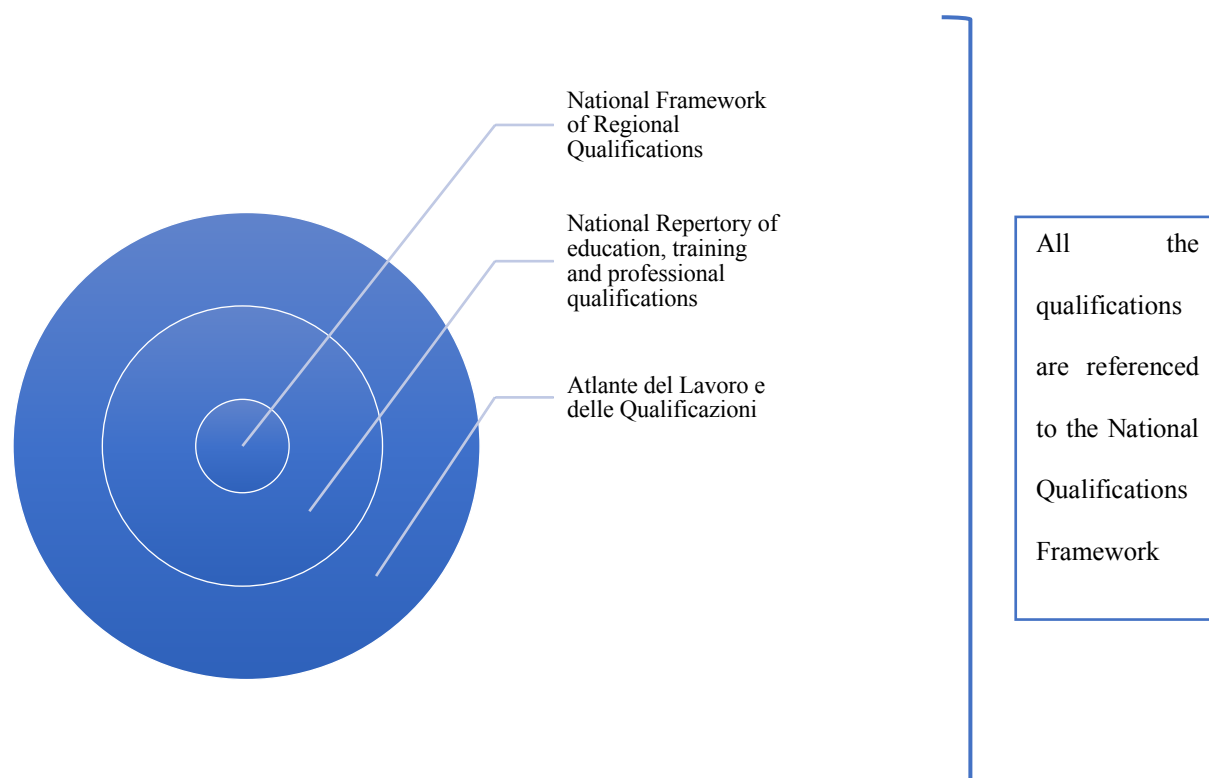 National Framework
of Regional
Qualifications
National Repertory of
education, training
and professional
qualifications
Atlante del Lavoro e
delle Qualificazioni
All the
qualifications
are referenced
to the National
Qualifications
Framework